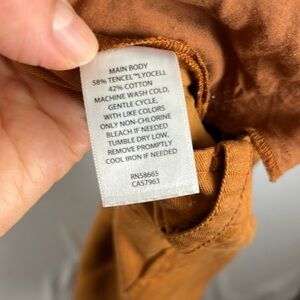 MAIN BODY
58% TENCEL™LYOCELL
42% COTTON
MACHINE WASH COLD,
GENTLE CYCLE,
WITH LIKE COLORS
ONLY NON-CHLORINE
BLEACH IF NEEDED
TUMBLE DRY LOW,
REMOVE PROMPTLY
COOL IRON IF NEEDED
RN58665
CA57963